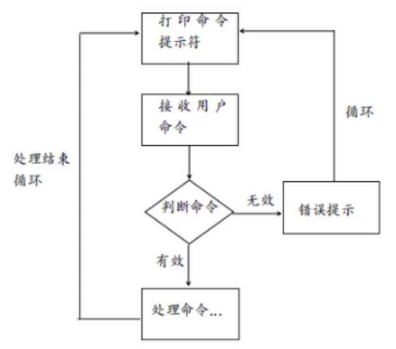 打印命令
提示符
接收用户
命令
循环
处理结束
循环
判断命令
无效
错误提示
有效
处理命令...